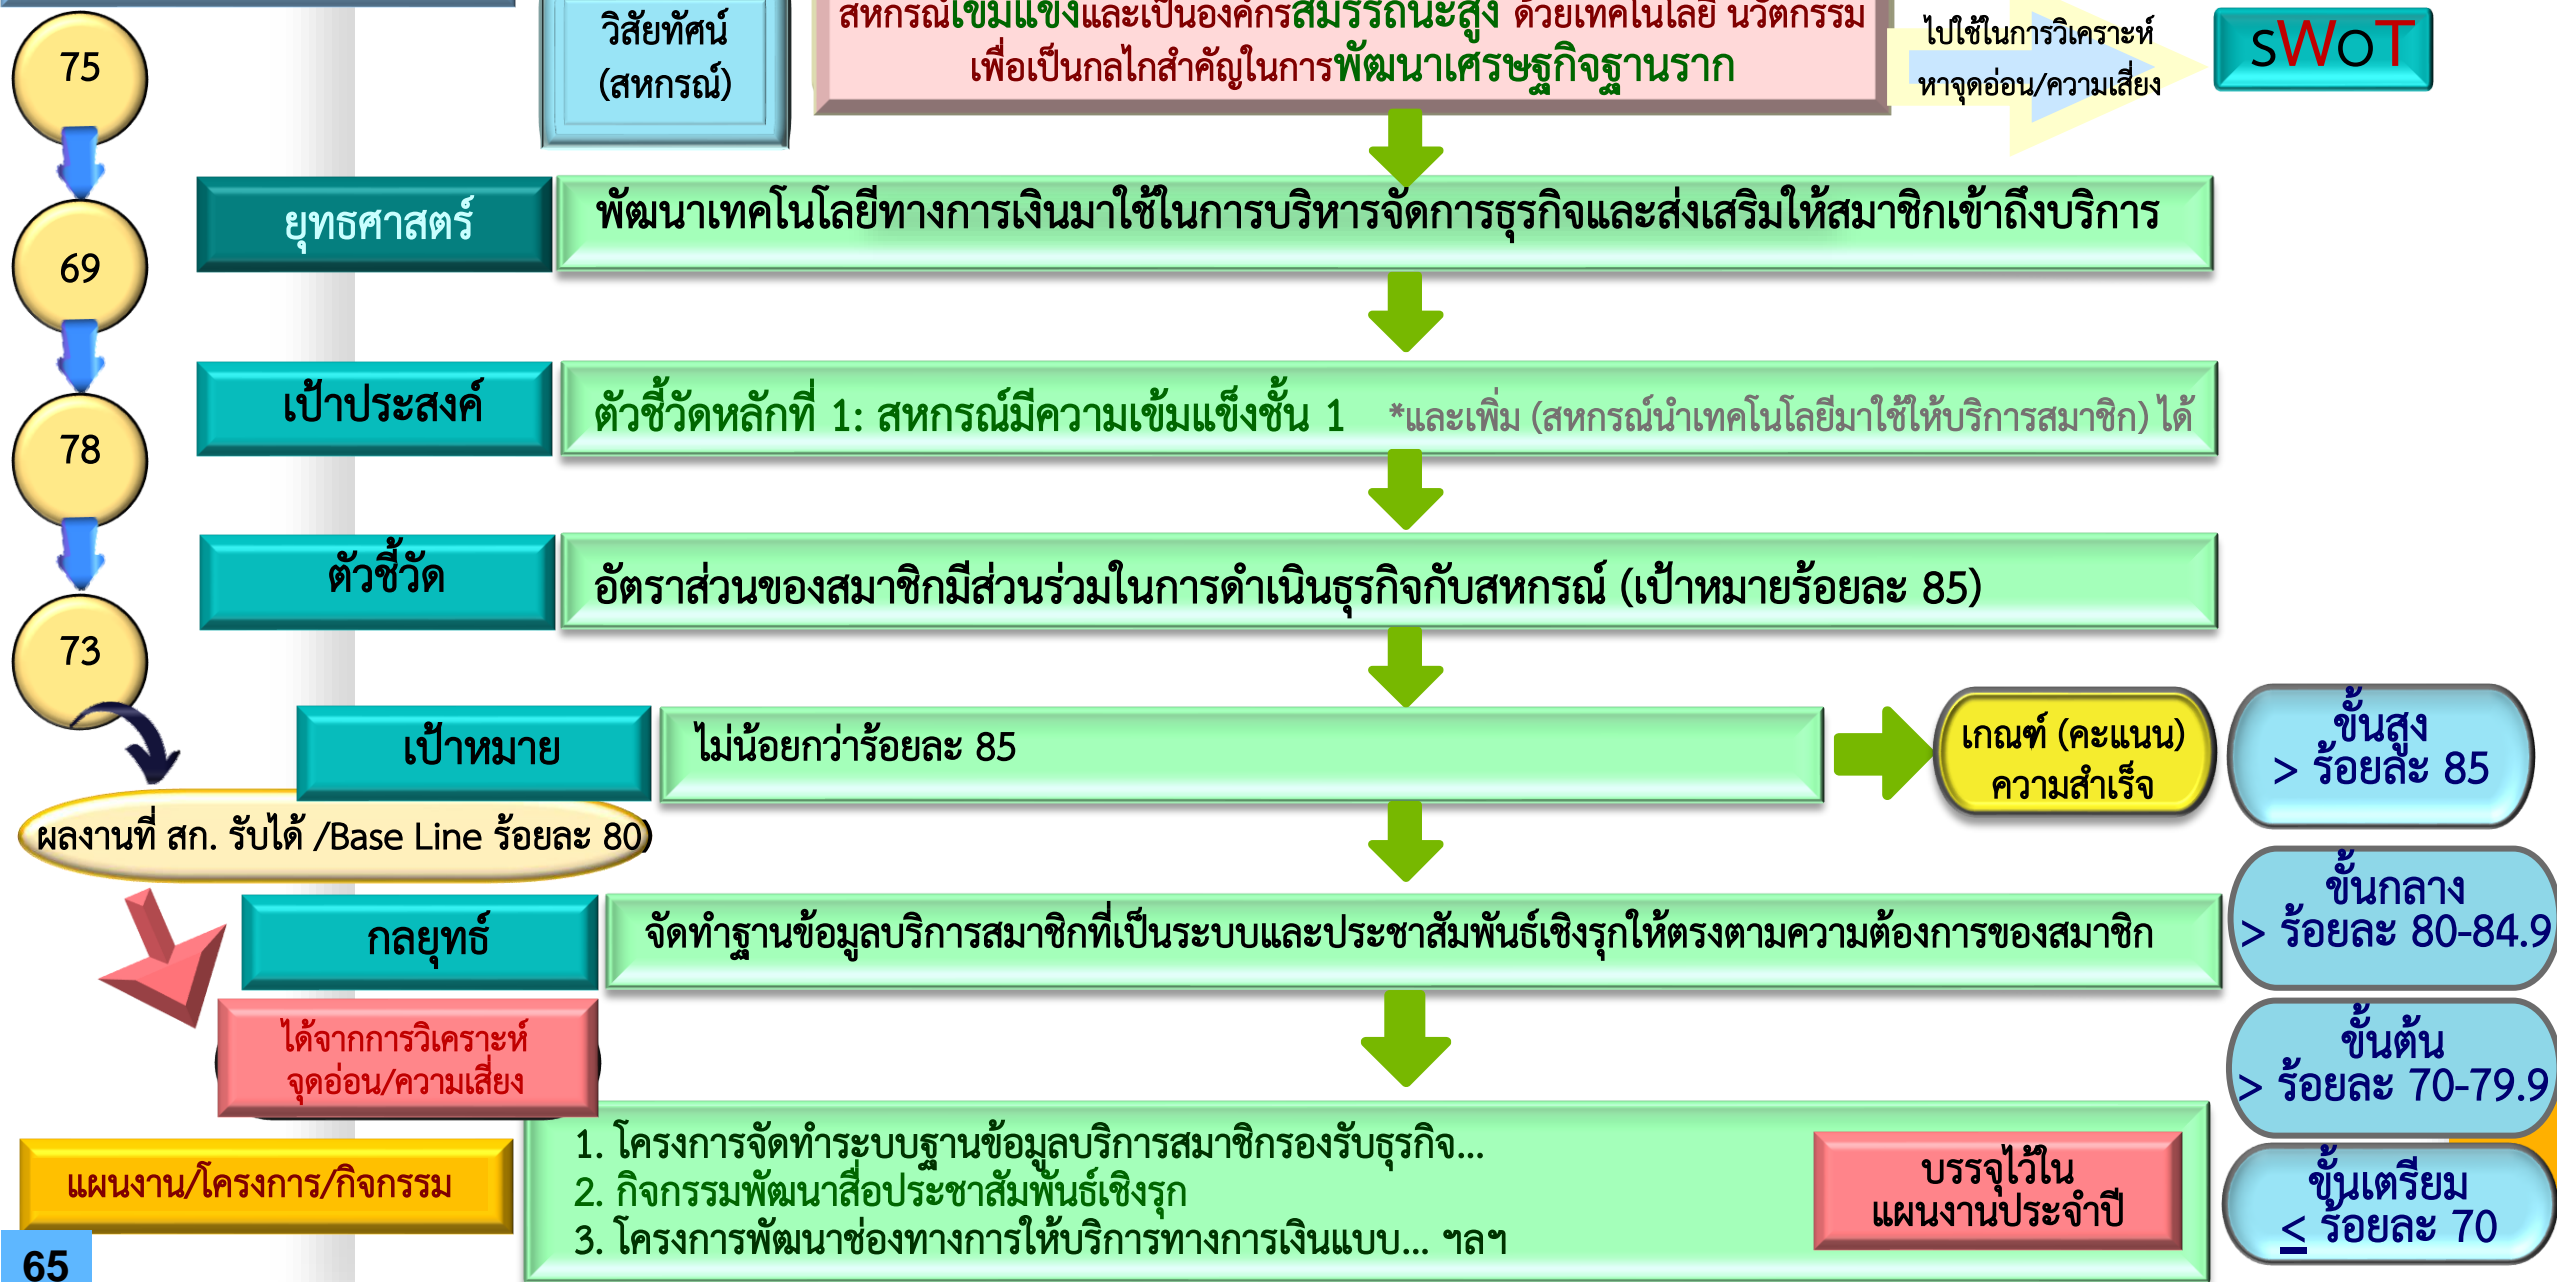 75
วิสัยทัศน์
(สหกรณ์)
สหกรณ์เข้มแข็งและเป็นองค์กรสมรรถนะสูง ด้วยเทคโนโลยี นวัตกรรม
เพื่อเป็นกลไกสำคัญในการพัฒนาเศรษฐกิจฐานราก
ไปใช้ในการวิเคราะห์
หาจุดอ่อน/ความเสี่ยง
sWoT
ยุทธศาสตร์
พัฒนาเทคโนโลยีทางการเงินมาใช้ในการบริหารจัดการธุรกิจและส่งเสริมให้สมาชิกเข้าถึงบริการ
69
เป้าประสงค์
ตัวชี้วัดหลักที่ 1: สหกรณ์มีความเข้มแข็งชั้น 1 *และเพิ่ม (สหกรณ์นำเทคโนโลยีมาใช้ให้บริการสมาชิก) ได้
78
ตัวชี้วัด
อัตราส่วนของสมาชิกมีส่วนร่วมในการดำเนินธุรกิจกับสหกรณ์ (เป้าหมายร้อยละ 85)
73
เป้าหมาย
ไม่น้อยกว่าร้อยละ 85
เกณฑ์ (คะแนน)
ความสำเร็จ
ขั้นสูง
> ร้อยละ 85
ผลงานที่ สก. รับได้ /Base Line ร้อยละ 80)
ขั้นกลาง
> ร้อยละ 80-84.9
กลยุทธ์
จัดทำฐานข้อมูลบริการสมาชิกที่เป็นระบบและประชาสัมพันธ์เชิงรุกให้ตรงตามความต้องการของสมาชิก
ได้จากการวิเคราะห์
จุดอ่อน/ความเสี่ยง
ขั้นต้น
> ร้อยละ 70-79.9
แผนงาน/โครงการ/กิจกรรม
1. โครงการจัดทำระบบฐานข้อมูลบริการสมาชิกรองรับธุรกิจ...
2. กิจกรรมพัฒนาสื่อประชาสัมพันธ์เชิงรุก
3. โครงการพัฒนาช่องทางการให้บริการทางการเงินแบบ... ฯลฯ
บรรจุไว้ใน
แผนงานประจำปี
ขั้นเตรียม
< ร้อยละ 70
65